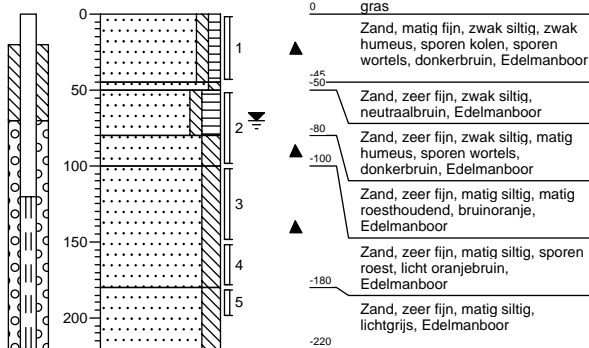 0
50
100
150
200
1
2
3
4
5
0
gras
Zand, matig fijn, zwak siltig, zwak
humeus, sporen kolen, sporen
wortels, donkerbruin, Edelmanboor
-45
-50
Zand, zeer fijn, zwak siltig,
neutraalbruin, Edelmanboor
-80
Zand, zeer fijn, zwak siltig, matig
humeus, sporen wortels,
donkerbruin, Edelmanboor
-100
Zand, zeer fijn, matig siltig, matig
roesthoudend, bruinoranje,
Edelmanboor
Zand, zeer fijn, matig siltig, sporen
roest, licht oranjebruin,
Edelmanboor
-180
Zand, zeer fijn, matig siltig,
lichtgrijs, Edelmanboor
-220